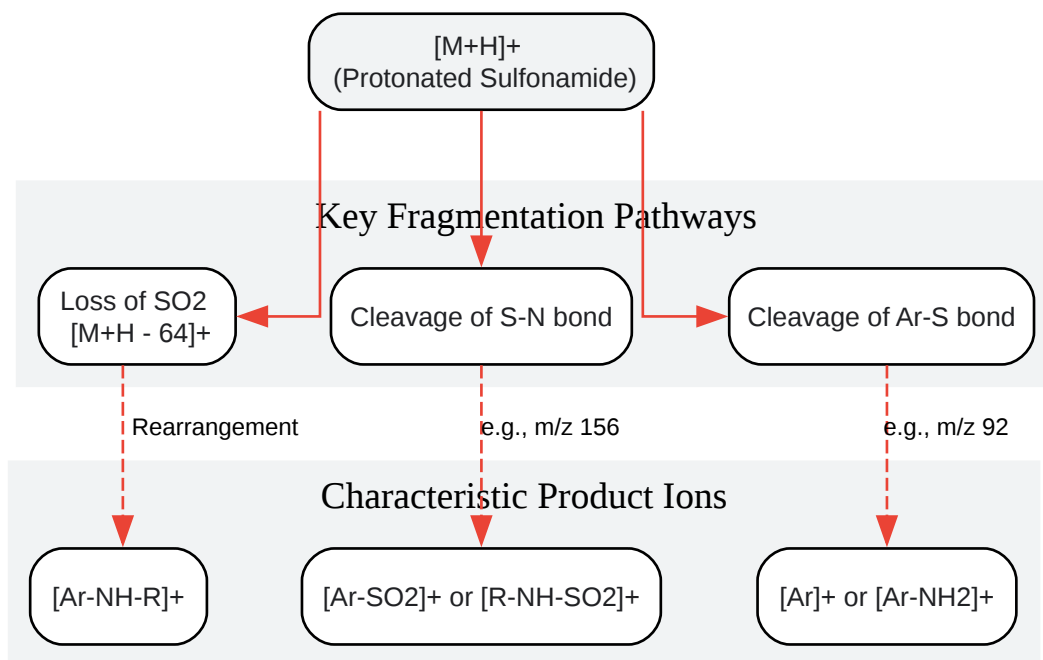 [M+H]+
(Protonated Sulfonamide)
Key Fragmentation Pathways
Loss of SO2
[M+H - 64]+
Cleavage of S-N bond
Cleavage of Ar-S bond
Rearrangement
e.g., m/z 156
e.g., m/z 92
Characteristic Product Ions
[Ar-NH-R]+
[Ar-SO2]+ or [R-NH-SO2]+
[Ar]+ or [Ar-NH2]+